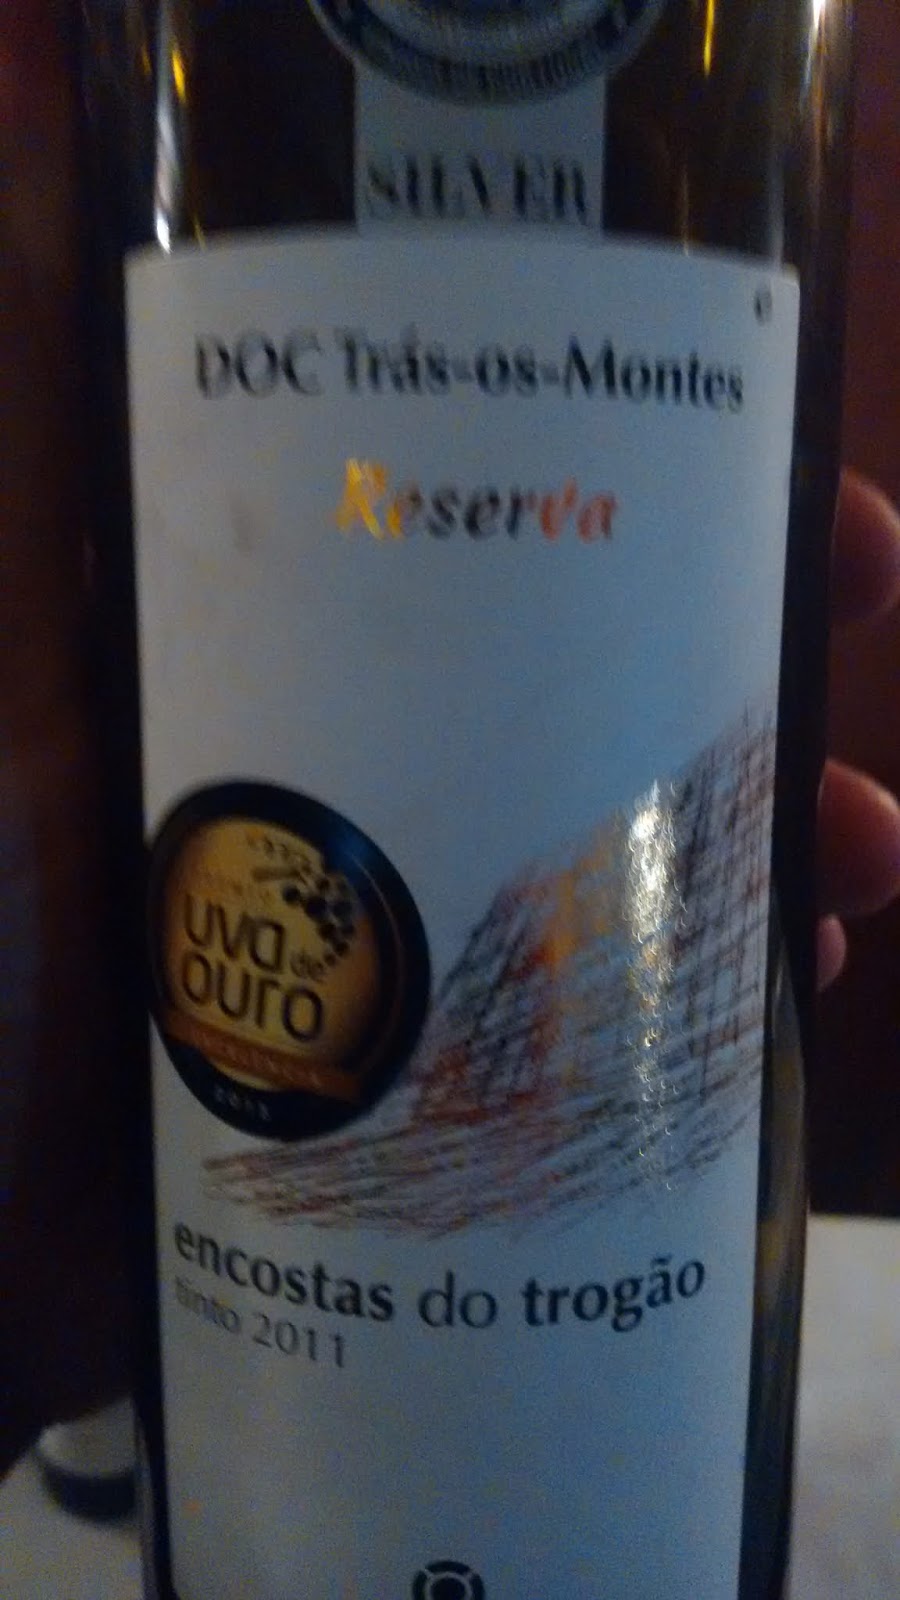 SILVER
DOC Trás-os-Montes
Reserva
uva de
ouro
encostas do trogão
tinto 2011